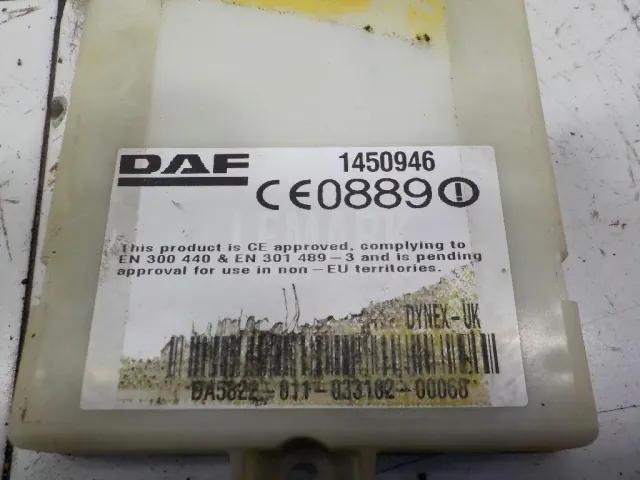 DAF 1450946
CE0889
LEMARK
This product is CE approved, complying to
EN 300 440 & EN 301 489-3 and is pending
approval for use in non-EU territories.
DYNEX-UK
DA5822-011-033102-00068